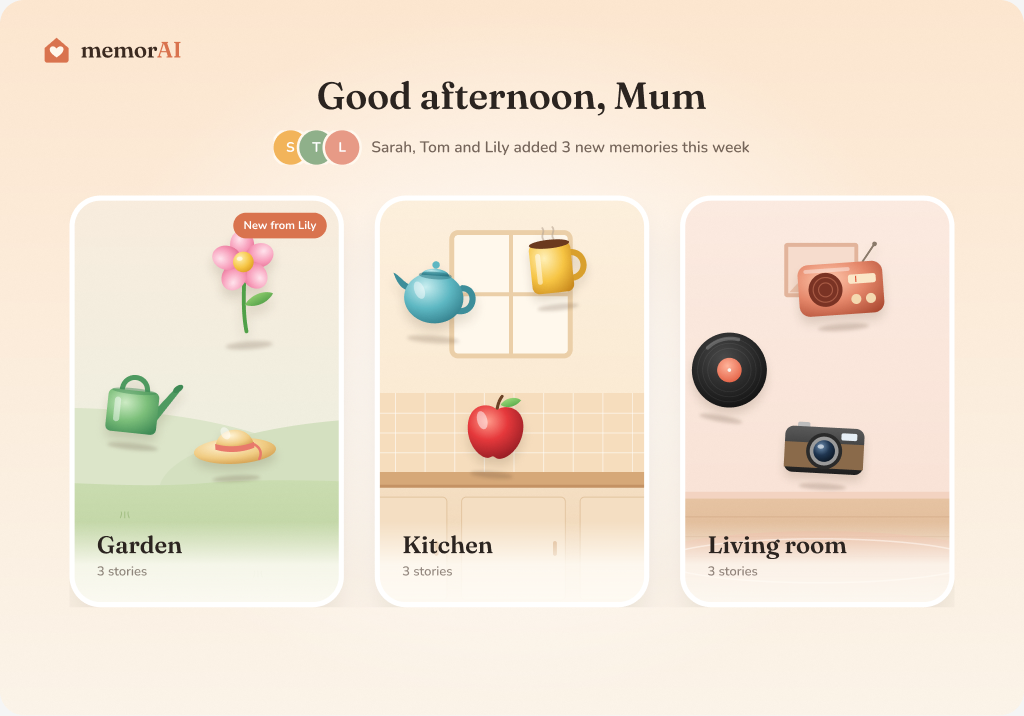 memorAI
Good afternoon, Mum
S T L Sarah, Tom and Lily added 3 new memories this week
New from Lily
Garden
3 stories
Kitchen
3 stories
Living room
3 stories